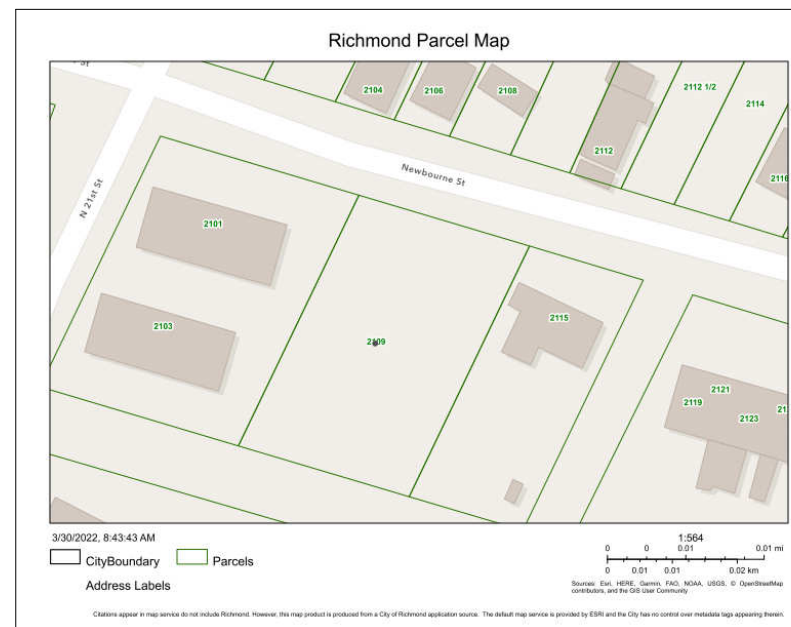 Richmond Parcel Map
St
2104
2106
2108
2112 1/2
2114
2112
2116
Newbourne St
N 21st St
2101
2103
2109
2115
2121
2119
2123
3/30/2022, 8:43:43 AM
1:564
0 0 0.01 0.01 mi
0 0.01 0.01 0.02 km
CityBoundary Parcels
Address Labels
Sources: Esri, HERE, Garmin, FAO, NOAA, USGS, © OpenStreetMap
contributors, and the GIS User Community
Citations appear in map service do not include Richmond. However, this map product is produced from a City of Richmond application source. The default map service is provided by ESRI and the City has no control over metadata tags appearing therein.